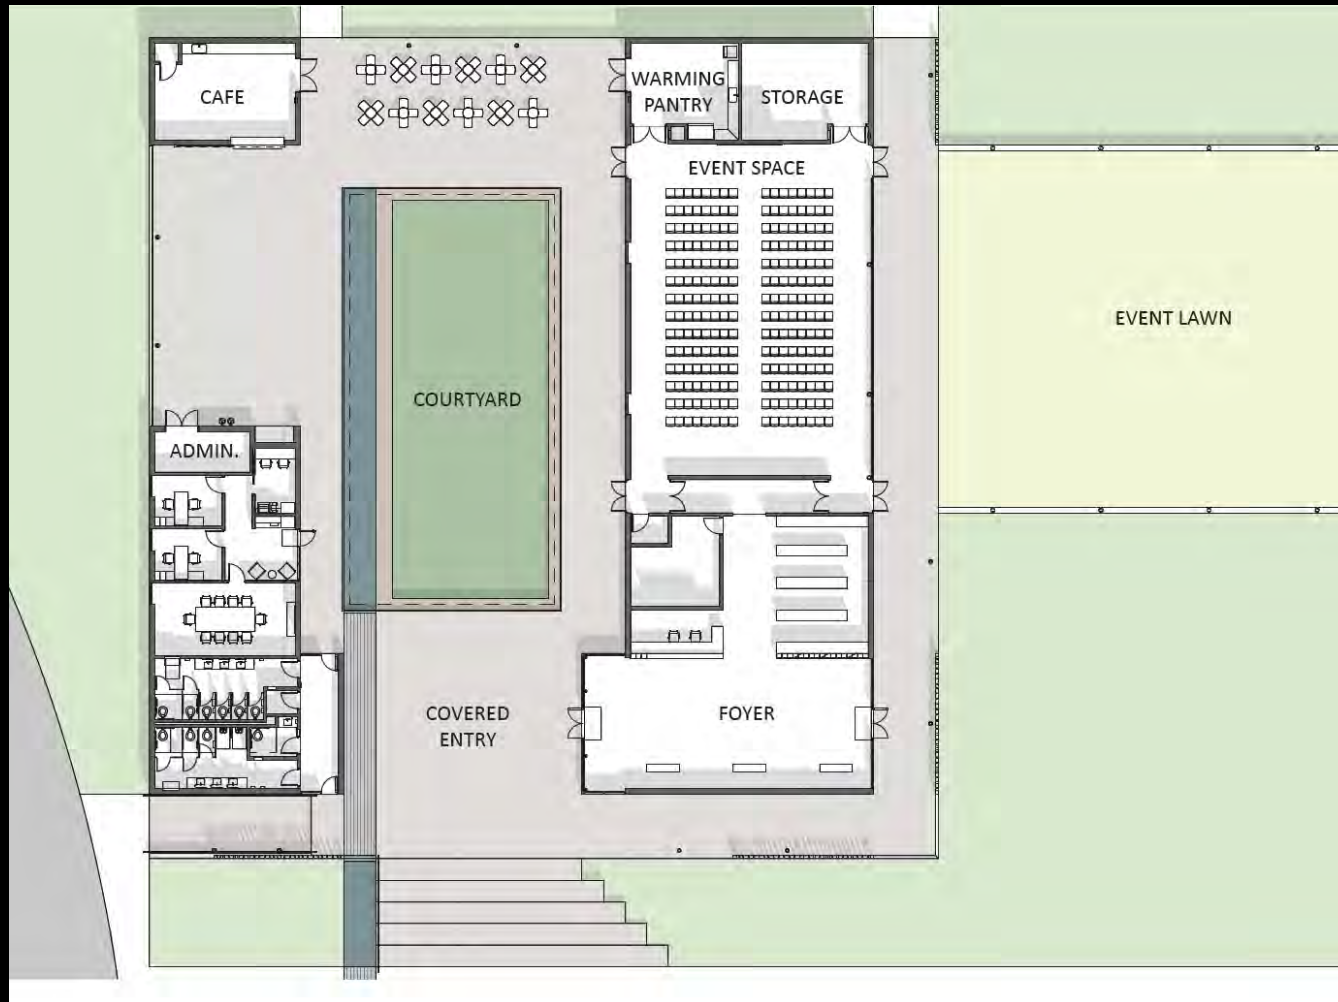 CAFE
WARMING
PANTRY
STORAGE
EVENT SPACE
EVENT LAWN
COURTYARD
ADMIN.
COVERED
ENTRY
FOYER